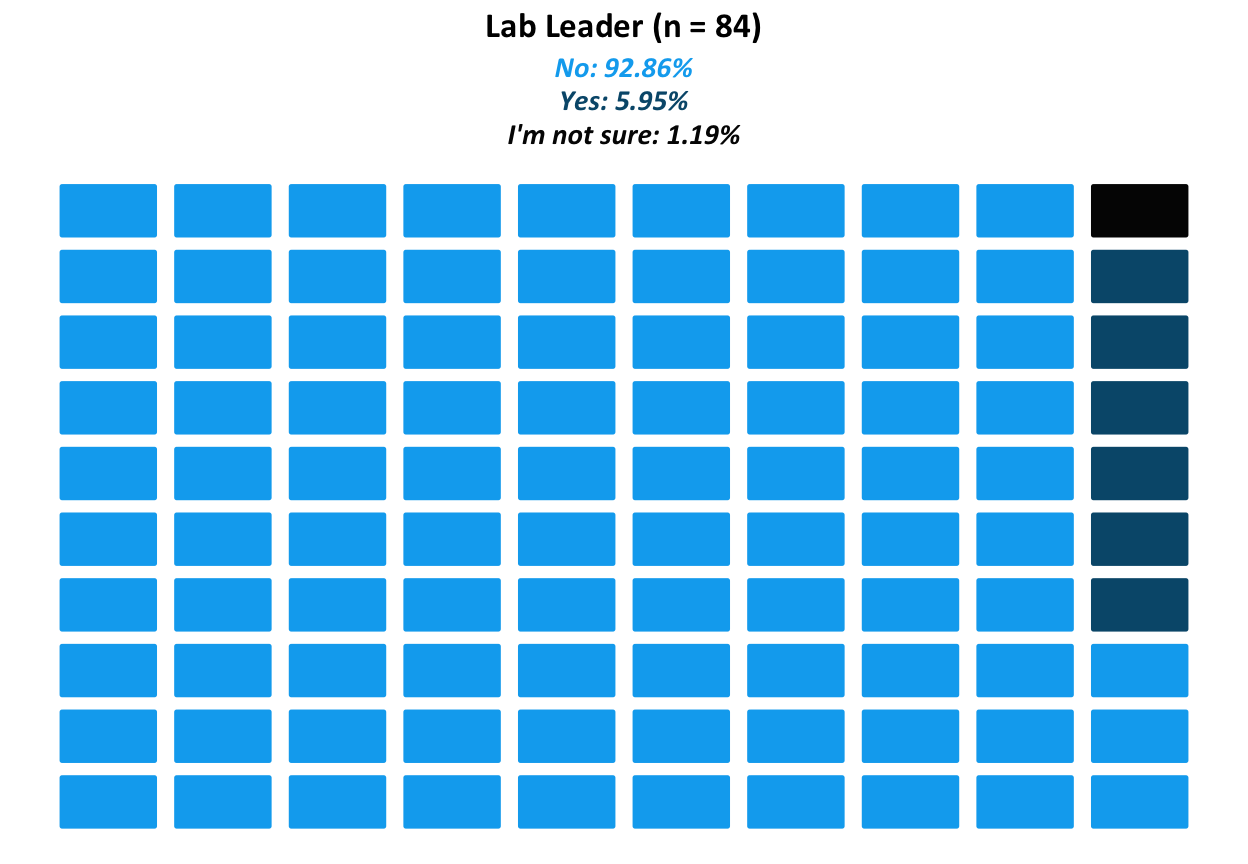 Lab Leader (n = 84)
No: 92.86%
Yes: 5.95%
I'm not sure: 1.19%